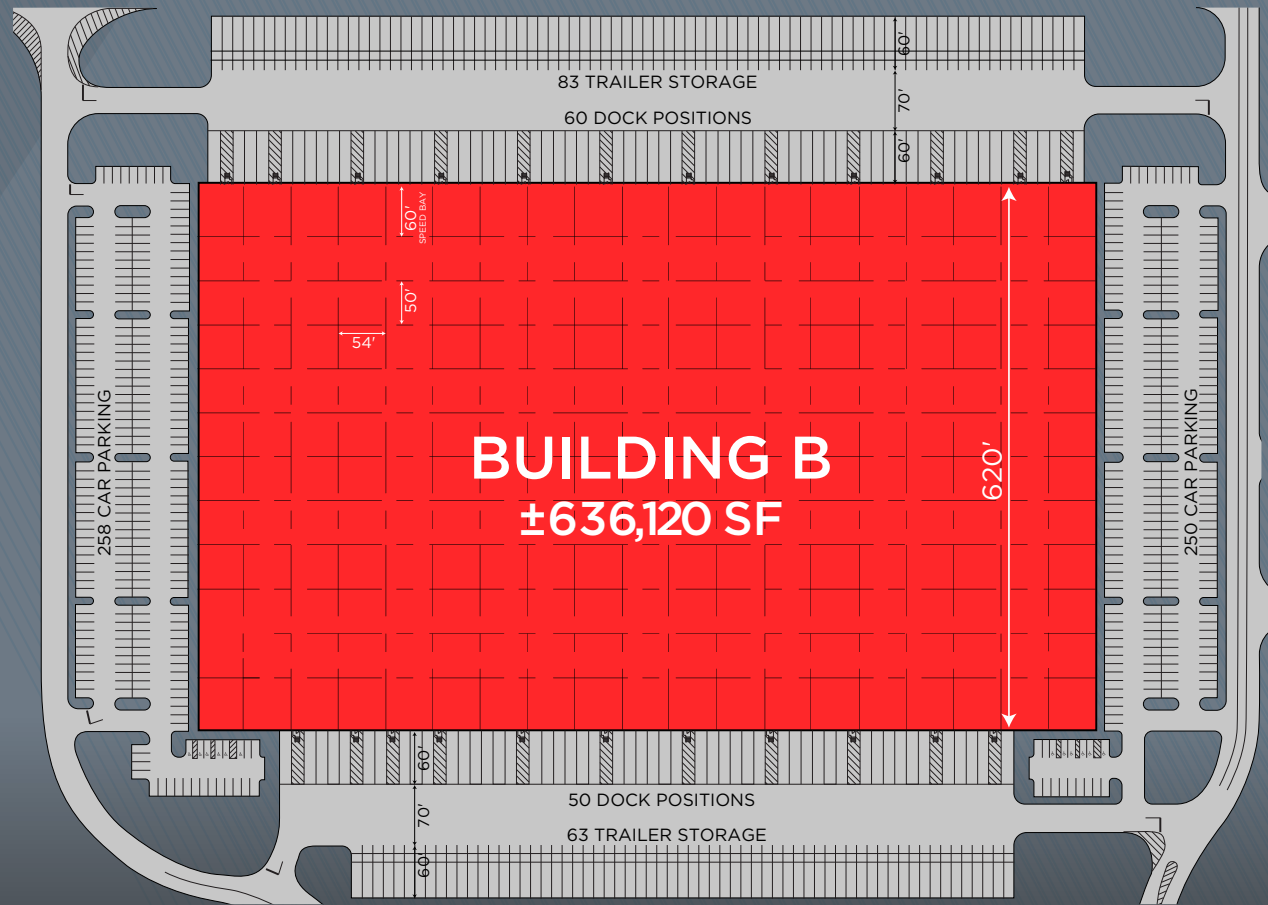 60'
83 TRAILER STORAGE
70'
60 DOCK POSITIONS
60'
60'
SPEED BAY
50'
54'
258 CAR PARKING
BUILDING B
±636,120 SF
620'
250 CAR PARKING
60'
50 DOCK POSITIONS
70'
63 TRAILER STORAGE
60'